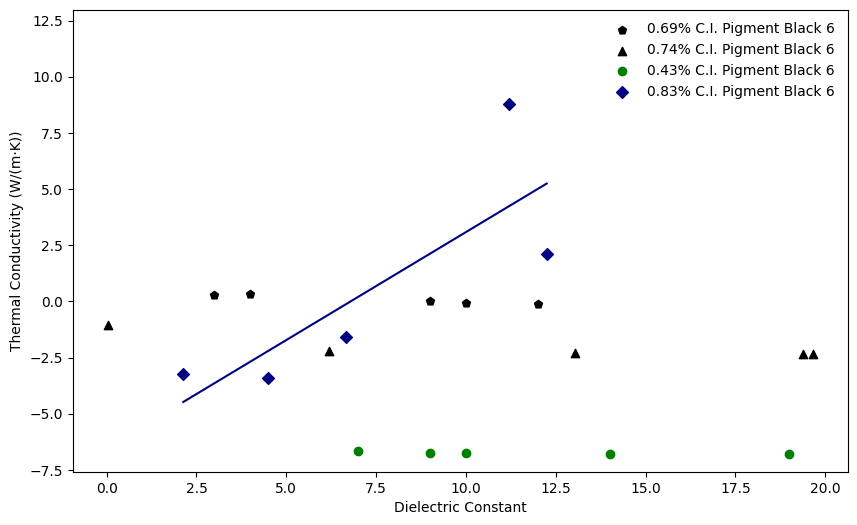 12.5
10.0
7.5
5.0
2.5
0.0
−2.5
−5.0
−7.5
0.0 2.5 5.0 7.5 10.0 12.5 15.0 17.5 20.0
Dielectric Constant
Thermal Conductivity (W/(m·K))
0.69% C.I. Pigment Black 6
0.74% C.I. Pigment Black 6
0.43% C.I. Pigment Black 6
0.83% C.I. Pigment Black 6